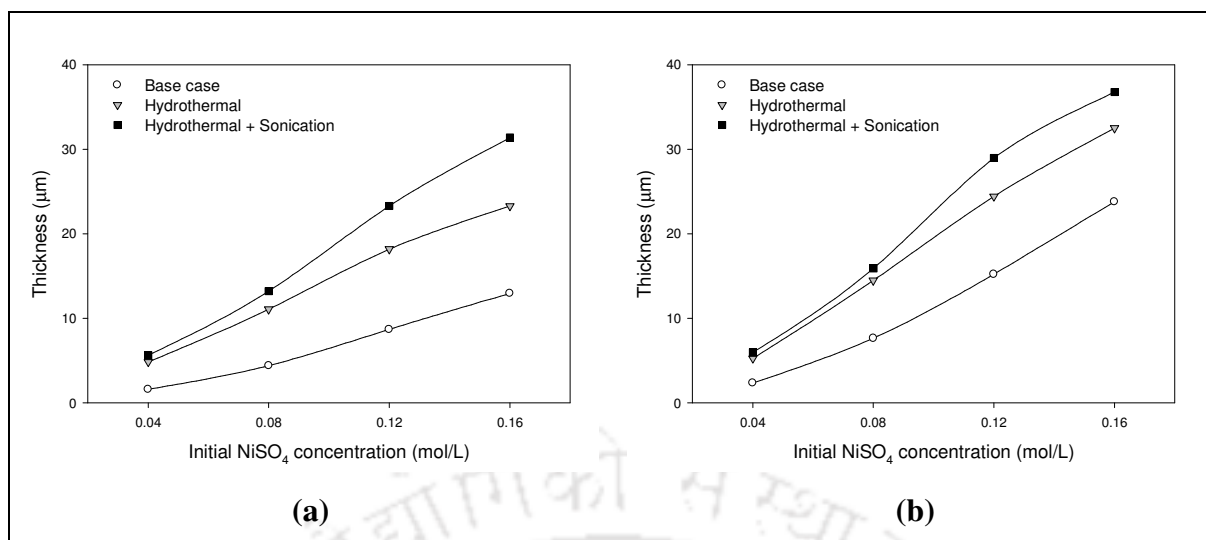 40
30
20
10
0
Thickness (µm)
Base case
Hydrothermal
Hydrothermal + Sonication
0.04 0.08 0.12 0.16
Initial NiSO4 concentration (mol/L)
(a)
40
30
20
10
0
Thickness (µm)
Base case
Hydrothermal
Hydrothermal + Sonication
0.04 0.08 0.12 0.16
Initial NiSO4 concentration (mol/L)
(b)